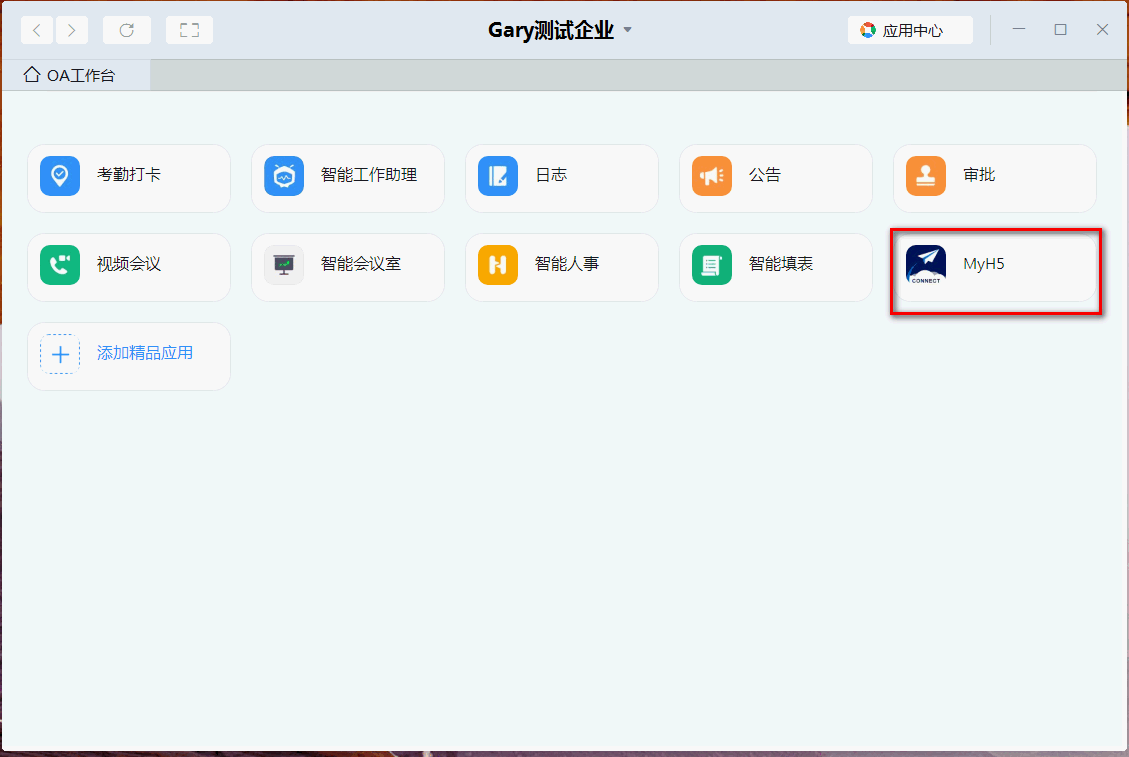 Gary测试企业
应用中心
OA工作台
考勤打卡
智能工作助理
日志
公告
审批
视频会议
智能会议室
智能人事
智能填表
CONNECT
MyH5
添加精品应用